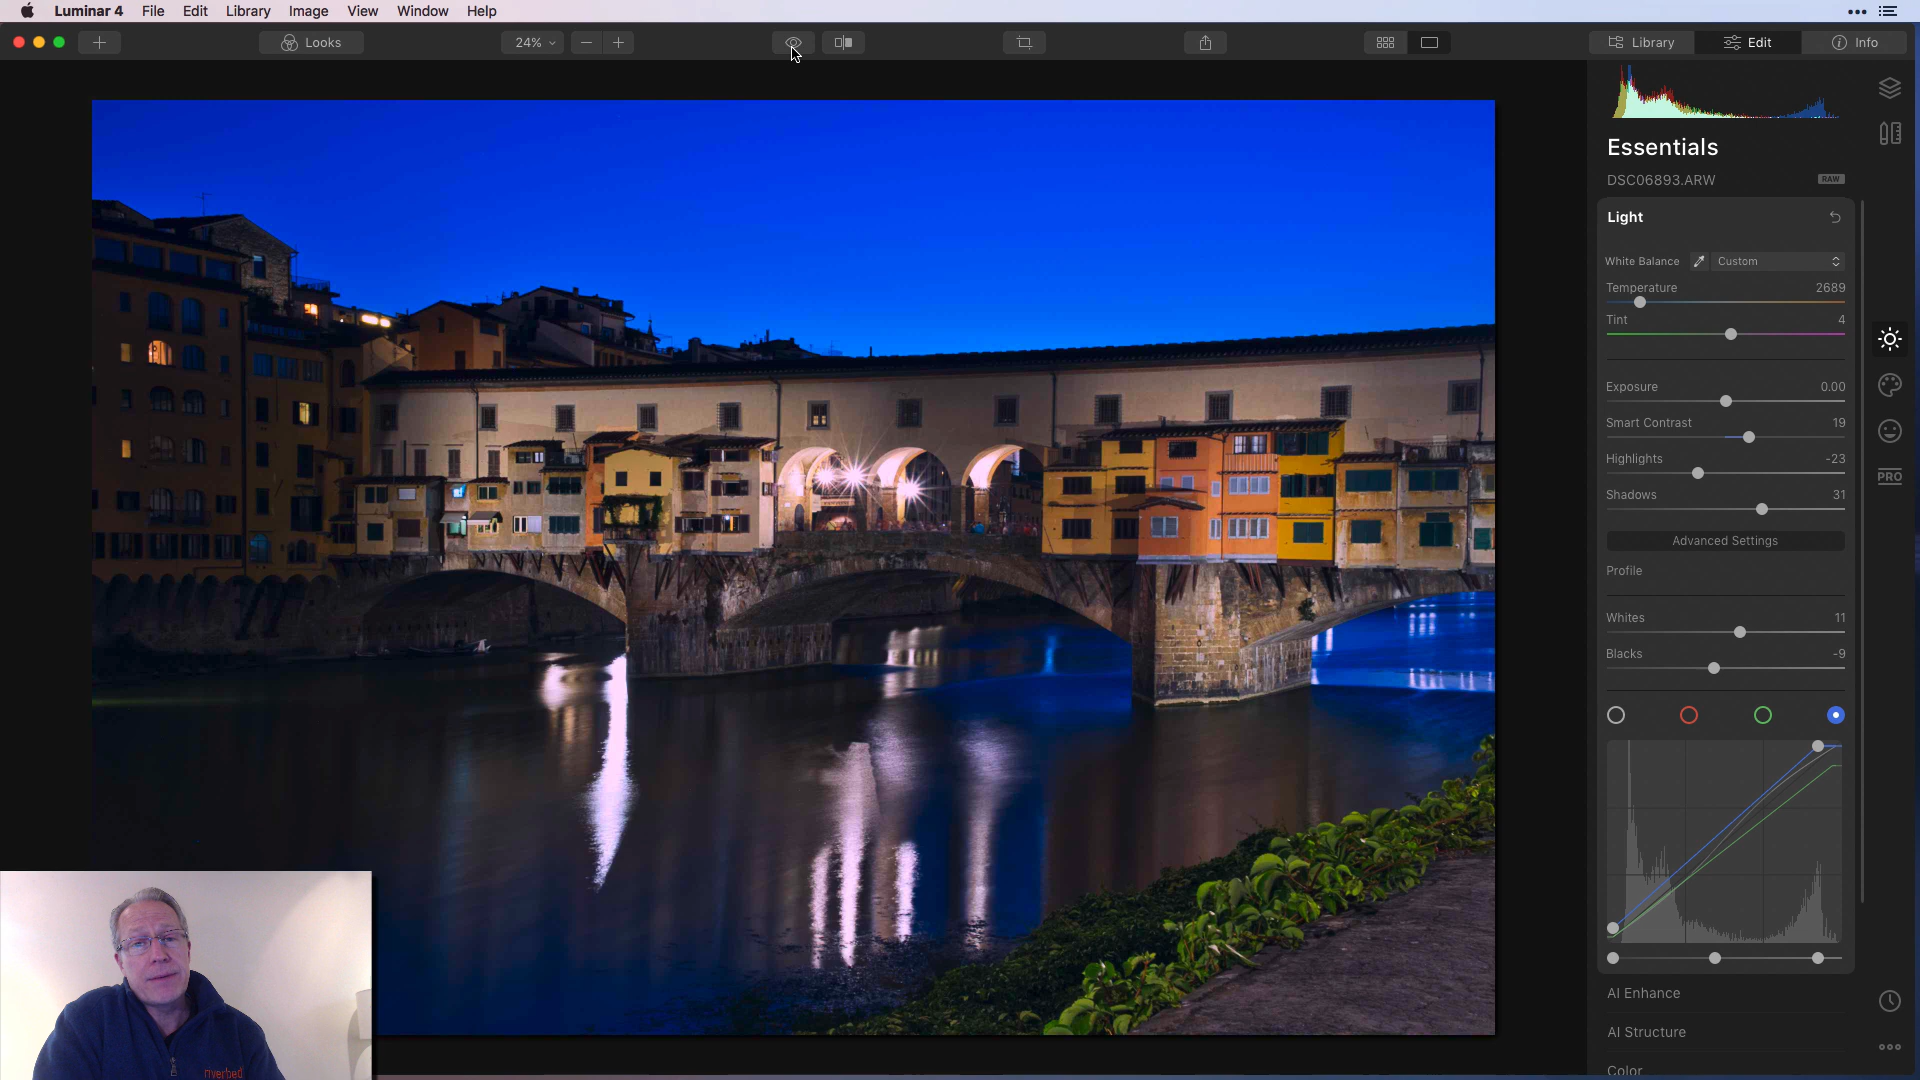 Luminar 4 File Edit Library Image View Window Help
Looks 24% Library Edit Info
Essentials
DSC06893.ARW RAW
Light
White Balance Custom
Temperature 2689
Tint 4
Exposure 0.00
Smart Contrast 19
Highlights -23
Shadows 31
PRO
Advanced Settings
Profile
Whites 11
Blacks -9
AI Enhance
AI Structure
Color
riverbed